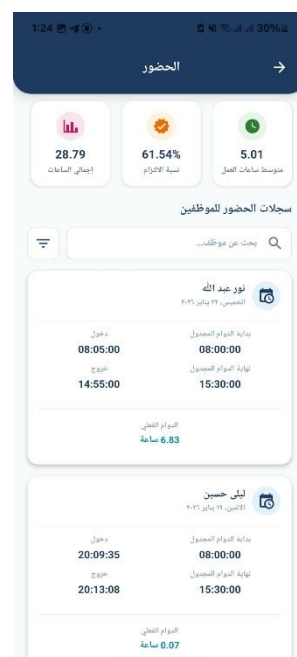 1:24
30%
الحضور
5.01
متوسط ساعات العمل
61.54%
نسبة الالتزام
28.79
إجمالي الساعات
سجلات الحضور للموظفين
بحث عن موظف...
نور عبد الله
الخميس، ٢٢ يناير ٢٠٢٦
بداية الدوام المجدول
08:00:00
دخول
08:05:00
نهاية الدوام المجدول
15:30:00
خروج
14:55:00
الدوام الفعلي
6.83 ساعة
ليلى حسين
الاثنين، ١٩ يناير ٢٠٢٦
بداية الدوام المجدول
08:00:00
دخول
20:09:35
نهاية الدوام المجدول
15:30:00
خروج
20:13:08
الدوام الفعلي
0.07 ساعة